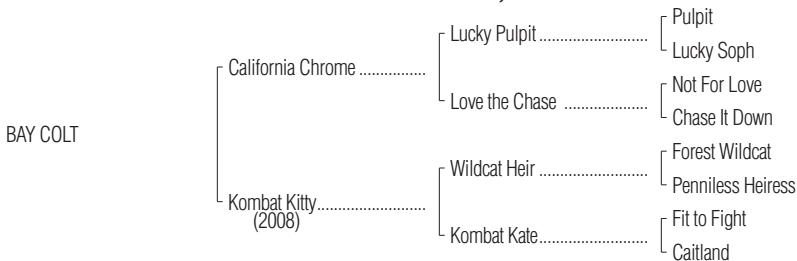 Pulpit
Lucky Pulpit
Lucky Soph
California Chrome
Not For Love
Love the Chase
Chase It Down
BAY COLT
Forest Wildcat
Wildcat Heir
Penniless Heiress
Kombat Kitty
(2008)
Fit to Fight
Kombat Kate
Caitland